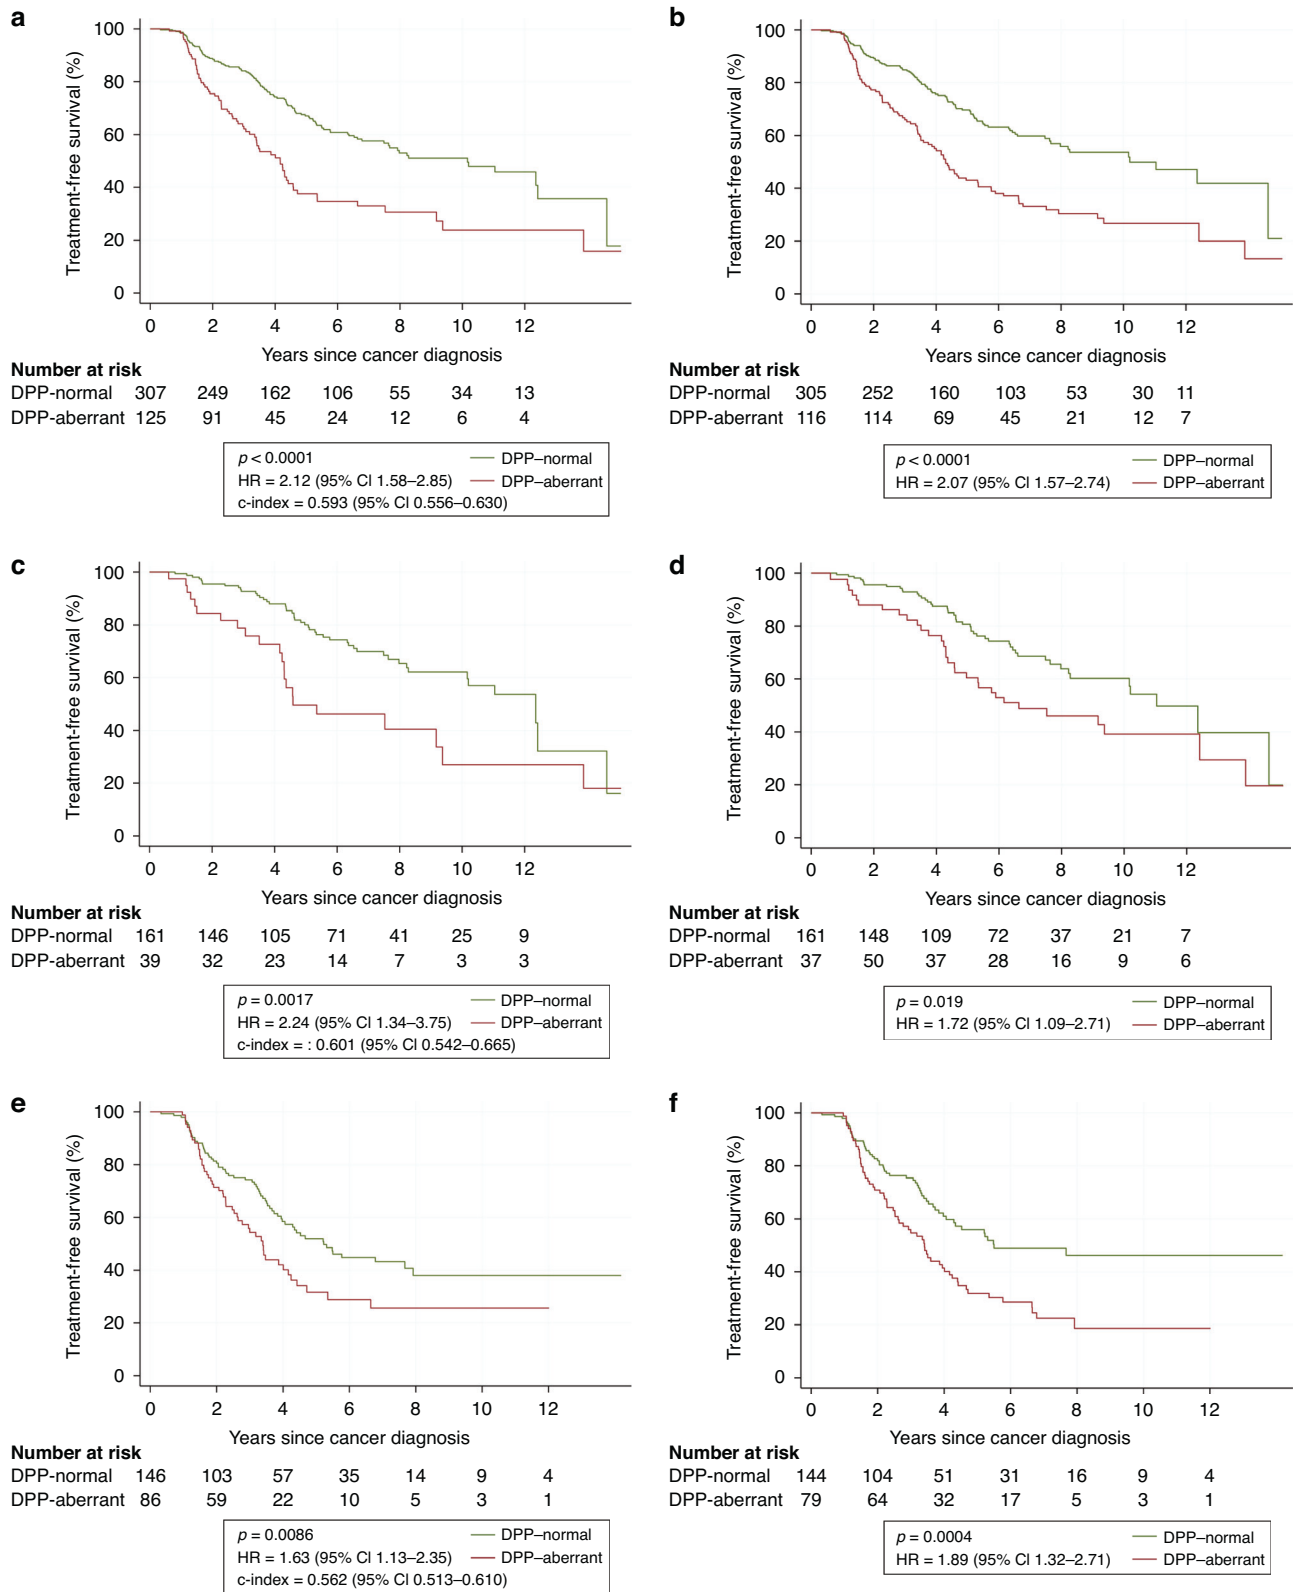 a
Treatment-free survival (%)
100
80
60
40
20
0
0 2 4 6 8 10 12
Years since cancer diagnosis
Number at risk
DPP-normal 307 249 162 106 55 34 13
DPP-aberrant 125 91 45 24 12 6 4
p < 0.0001 DPP–normal
HR = 2.12 (95% CI 1.58–2.85) DPP–aberrant
c-index = 0.593 (95% CI 0.556–0.630)
b
Treatment-free survival (%)
100
80
60
40
20
0
0 2 4 6 8 10 12
Years since cancer diagnosis
Number at risk
DPP-normal 305 252 160 103 53 30 11
DPP-aberrant 116 114 69 45 21 12 7
p < 0.0001 DPP–normal
HR = 2.07 (95% CI 1.57–2.74) DPP–aberrant
c
Treatment-free survival (%)
100
80
60
40
20
0
0 2 4 6 8 10 12
Years since cancer diagnosis
Number at risk
DPP-normal 161 146 105 71 41 25 9
DPP-aberrant 39 32 23 14 7 3 3
p = 0.0017 DPP–normal
HR = 2.24 (95% CI 1.34–3.75) DPP–aberrant
c-index = : 0.601 (95% CI 0.542–0.665)
d
Treatment-free survival (%)
100
80
60
40
20
0
0 2 4 6 8 10 12
Years since cancer diagnosis
Number at risk
DPP-normal 161 148 109 72 37 21 7
DPP-aberrant 37 50 37 28 16 9 6
p = 0.019 DPP–normal
HR = 1.72 (95% CI 1.09–2.71) DPP–aberrant
e
Treatment-free survival (%)
100
80
60
40
20
0
0 2 4 6 8 10 12
Years since cancer diagnosis
Number at risk
DPP-normal 146 103 57 35 14 9 4
DPP-aberrant 86 59 22 10 5 3 1
p = 0.0086 DPP–normal
HR = 1.63 (95% CI 1.13–2.35) DPP–aberrant
c-index = 0.562 (95% CI 0.513–0.610)
f
Treatment-free survival (%)
100
80
60
40
20
0
0 2 4 6 8 10 12
Years since cancer diagnosis
Number at risk
DPP-normal 144 104 51 31 16 9 4
DPP-aberrant 79 64 32 17 5 3 1
p = 0.0004 DPP–normal
HR = 1.89 (95% CI 1.32–2.71) DPP–aberrant